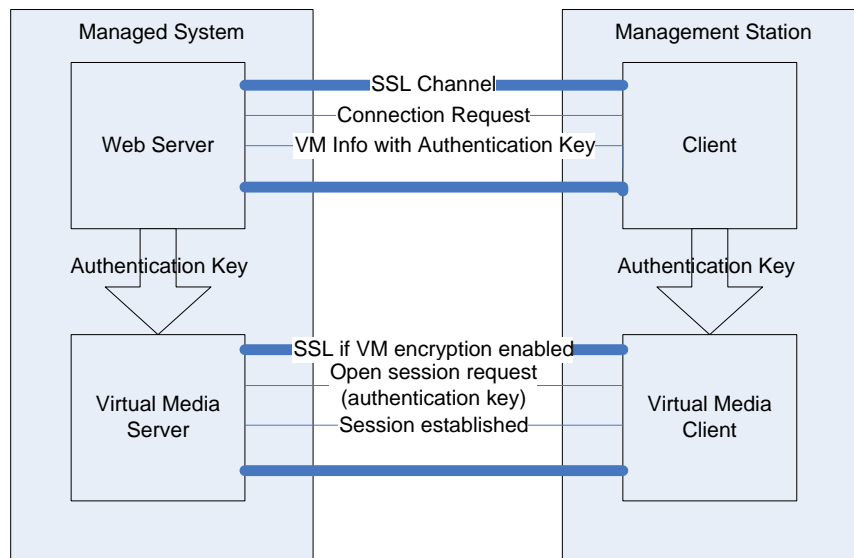 Managed System
Management Station
SSL Channel
Connection Request
Web Server
VM Info with Authentication Key
Client
Authentication Key
Authentication Key
SSL if VM encryption enabled
Open session request
(authentication key)
Virtual Media
Server
Session established
Virtual Media
Client